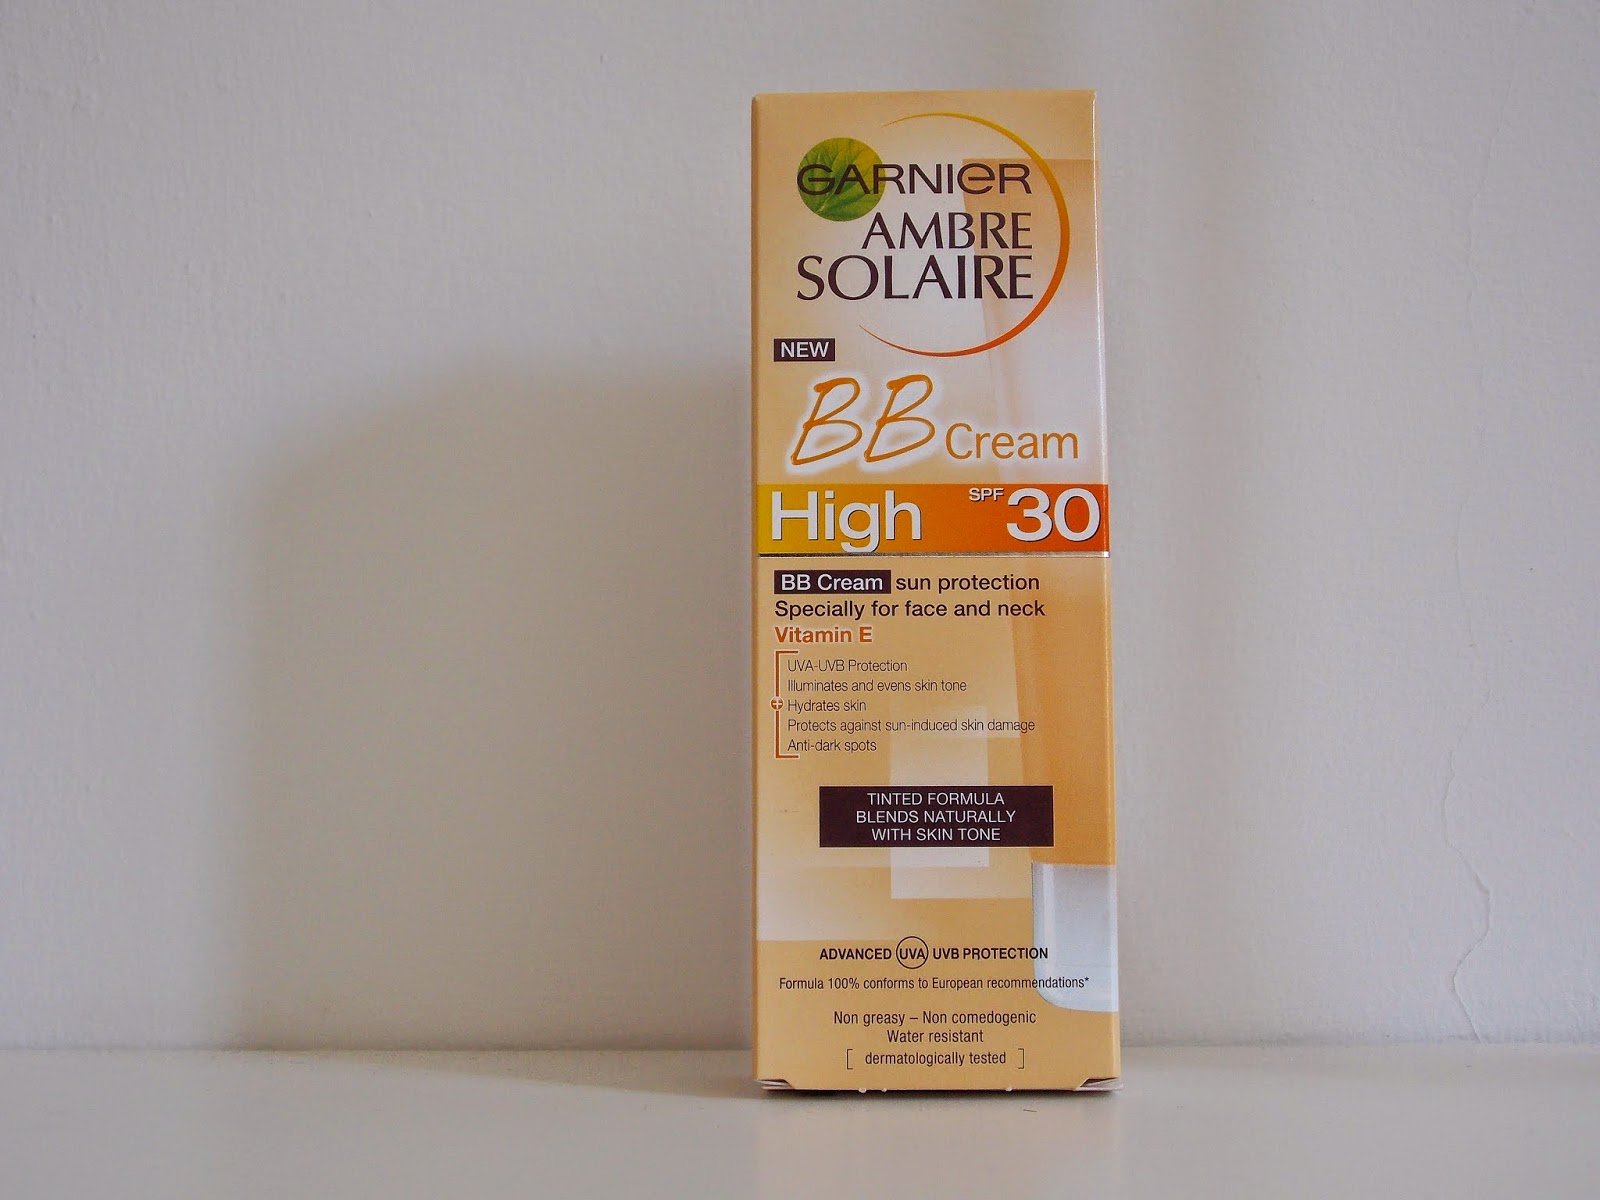 GARNIER
AMBRE
SOLAIRE
NEW
BB Cream
High SPF 30
BB Cream sun protection
Specially for face and neck
Vitamin E
UVA-UVB Protection
Illuminates and evens skin tone
+ Hydrates skin
Protects against sun-induced skin damage
Anti-dark spots
TINTED FORMULA
BLENDS NATURALLY
WITH SKIN TONE
ADVANCED UVA UVB PROTECTION
Formula 100% conforms to European recommendations*
Non greasy – Non comedogenic
Water resistant
[ dermatologically tested ]